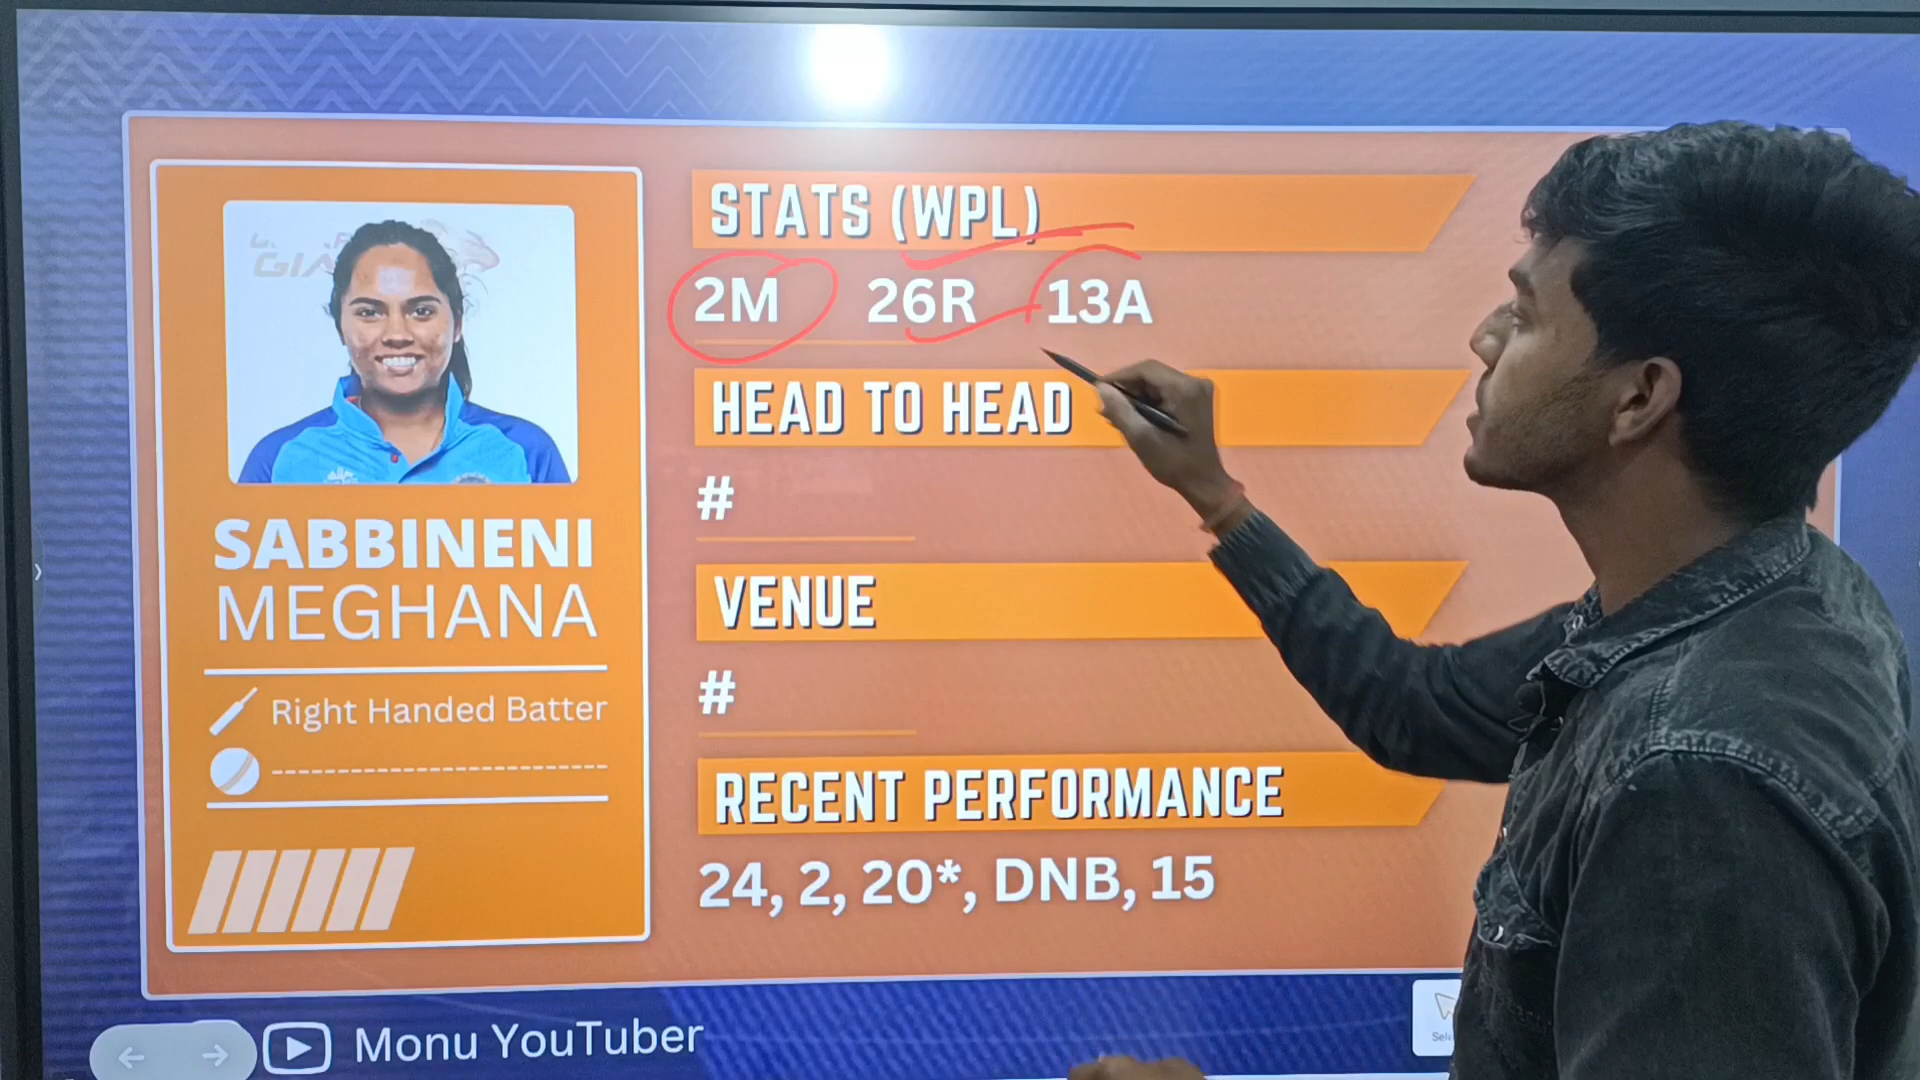 GIA
SABBINENI
MEGHANA
Right Handed Batter
STATS (WPL)
2M 26R 13A
HEAD TO HEAD
#
VENUE
#
RECENT PERFORMANCE
24, 2, 20*, DNB, 15
Monu YouTuber